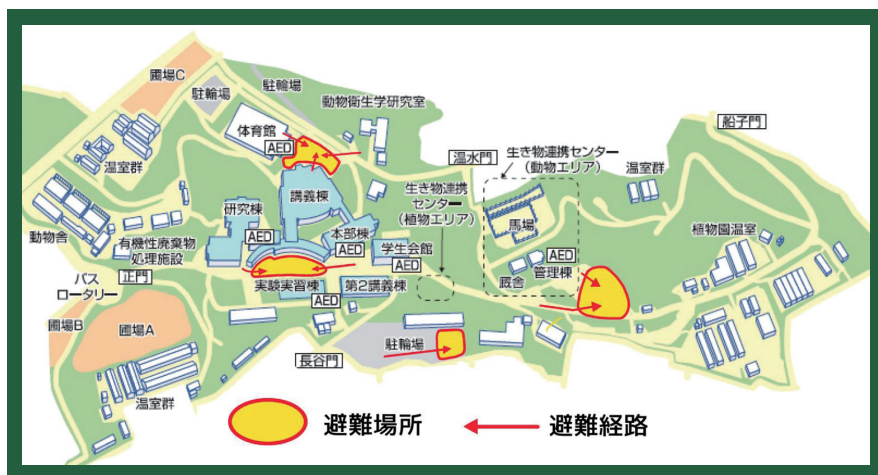 圃場C
駐輪場
駐輪場
動物衛生学研究室
船子門
体育館
AED
温水門
生き物連携センター
（動物エリア）
温室群
温室群
講義棟
生き物連携
センター
（植物エリア）
馬場
研究棟
本部棟
植物園温室
動物舎
有機性廃棄物
処理施設
AED
AED
学生会館
AED
AED
管理棟
厩舎
バス
ロータリー
正門
実験実習棟
第2講義棟
AED
圃場B
圃場A
長谷門
駐輪場
温室群
避難場所
避難経路